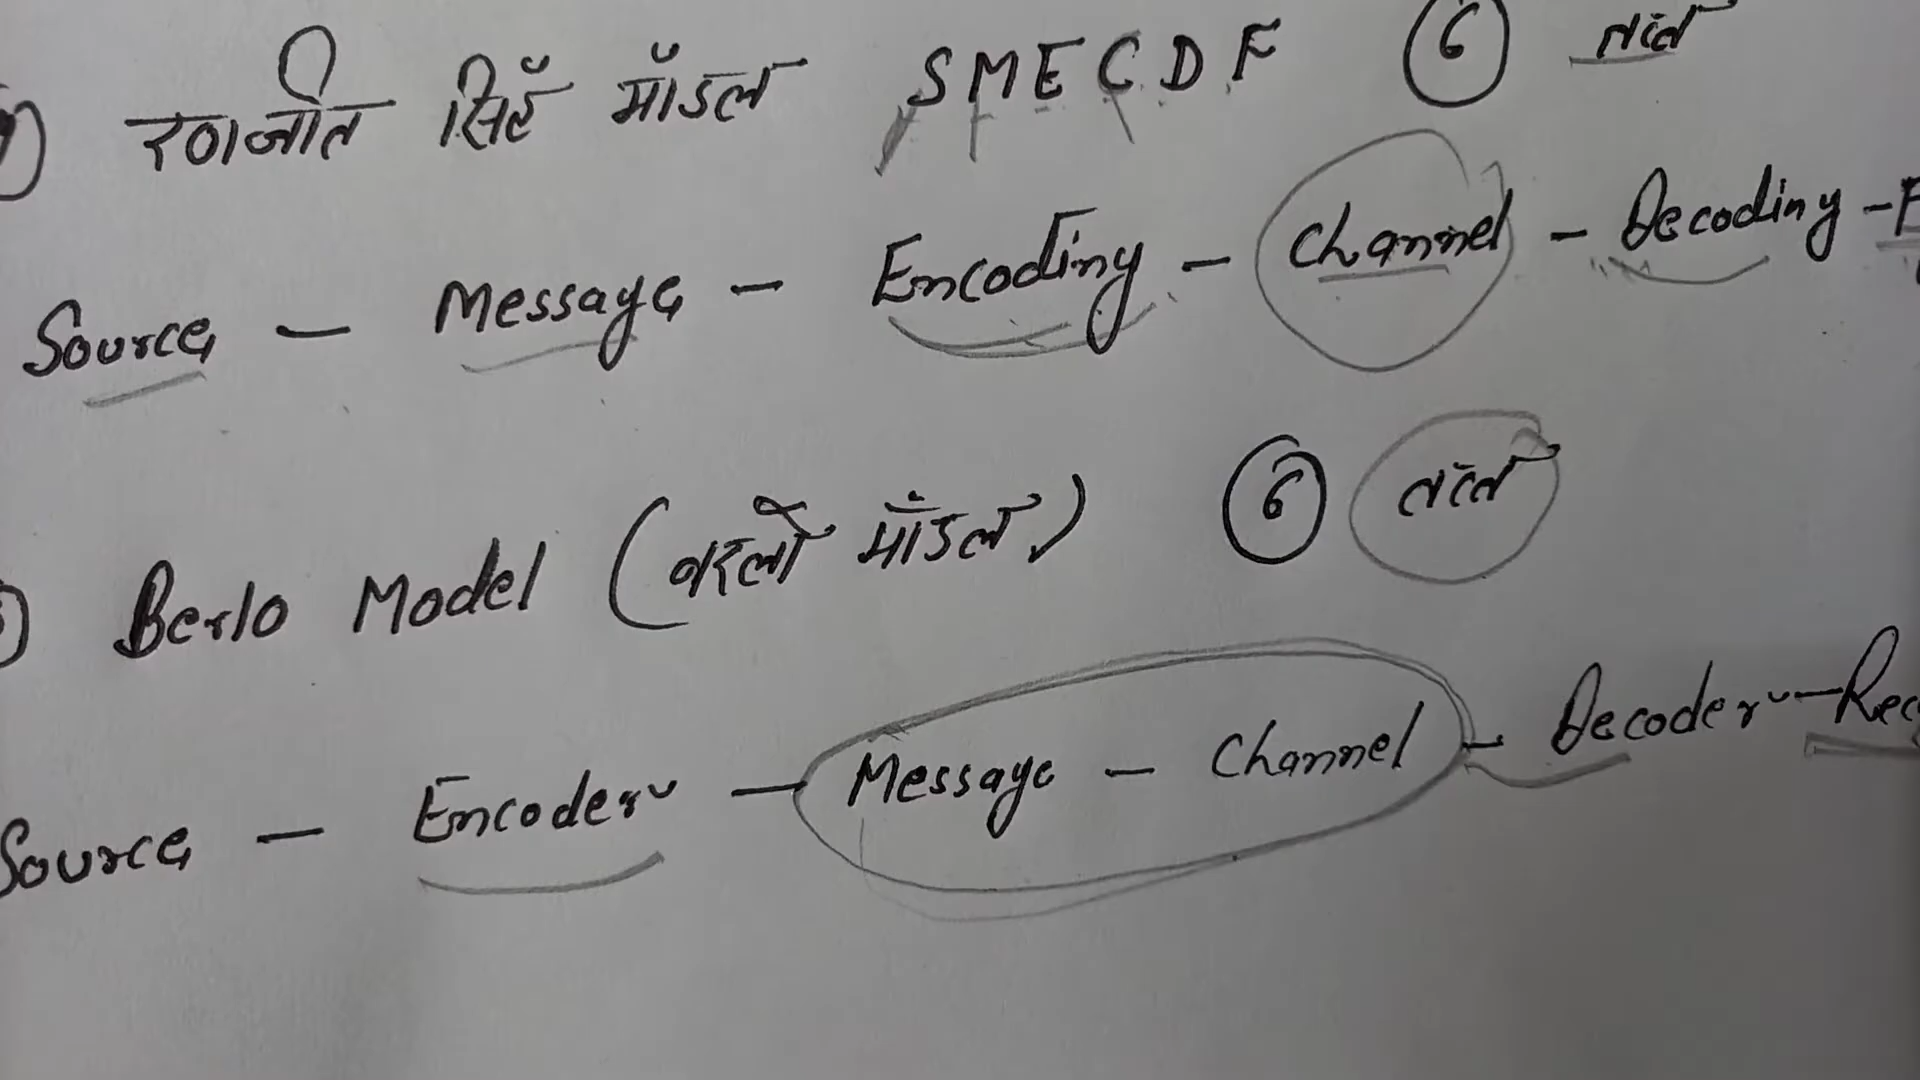 रणजीत सिंह मॉडल SMECDF 6 तत्व
Source – Message – Encoding – Channel – Decoding –
Berlo Model (बरलो मॉडल) 6 तत्व
Source – Encoder – Message – Channel – Decoder – Rec